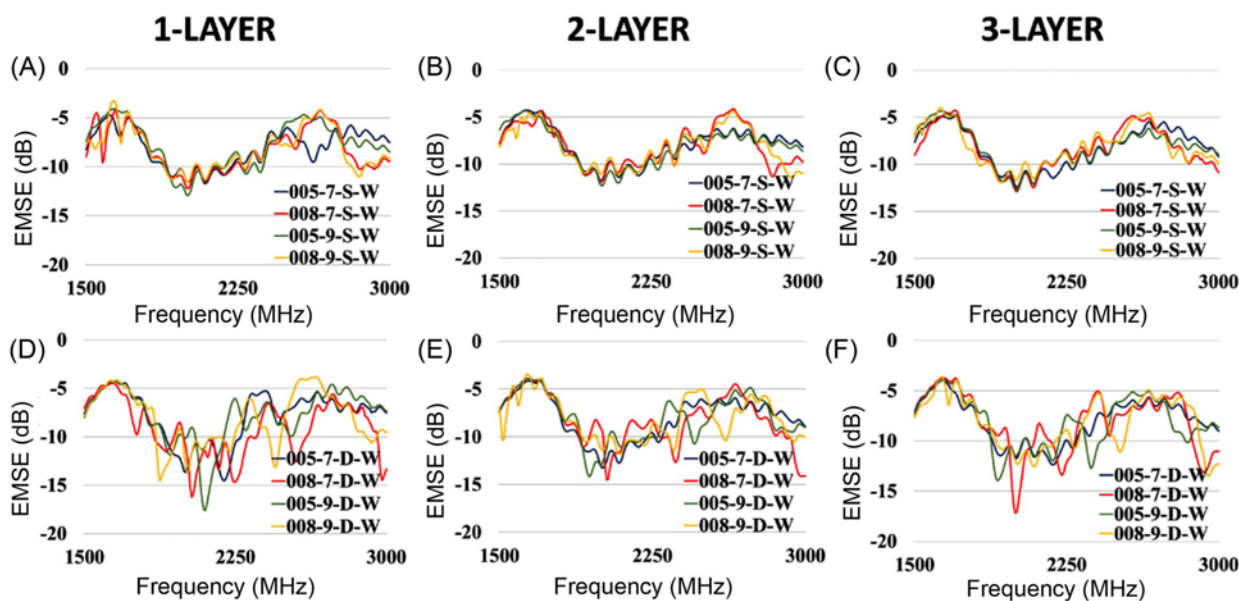 1-LAYER 2-LAYER 3-LAYER
(A)
0
-5
-10
-15
-20
EMSE (dB)
005-7-S-W
008-7-S-W
005-9-S-W
008-9-S-W
1500 2250 3000
Frequency (MHz)
(B)
0
-5
-10
-15
-20
EMSE (dB)
005-7-S-W
008-7-S-W
005-9-S-W
008-9-S-W
1500 2250 3000
Frequency (MHz)
(C)
0
-5
-10
-15
-20
EMSE (dB)
005-7-S-W
008-7-S-W
005-9-S-W
008-9-S-W
1500 2250 3000
Frequency (MHz)
(D)
0
-5
-10
-15
-20
EMSE (dB)
005-7-D-W
008-7-D-W
005-9-D-W
008-9-D-W
1500 2250 3000
Frequency (MHz)
(E)
0
-5
-10
-15
-20
EMSE (dB)
005-7-D-W
008-7-D-W
005-9-D-W
008-9-D-W
1500 2250 3000
Frequency (MHz)
(F)
0
-5
-10
-15
-20
EMSE (dB)
005-7-D-W
008-7-D-W
005-9-D-W
008-9-D-W
1500 2250 3000
Frequency (MHz)